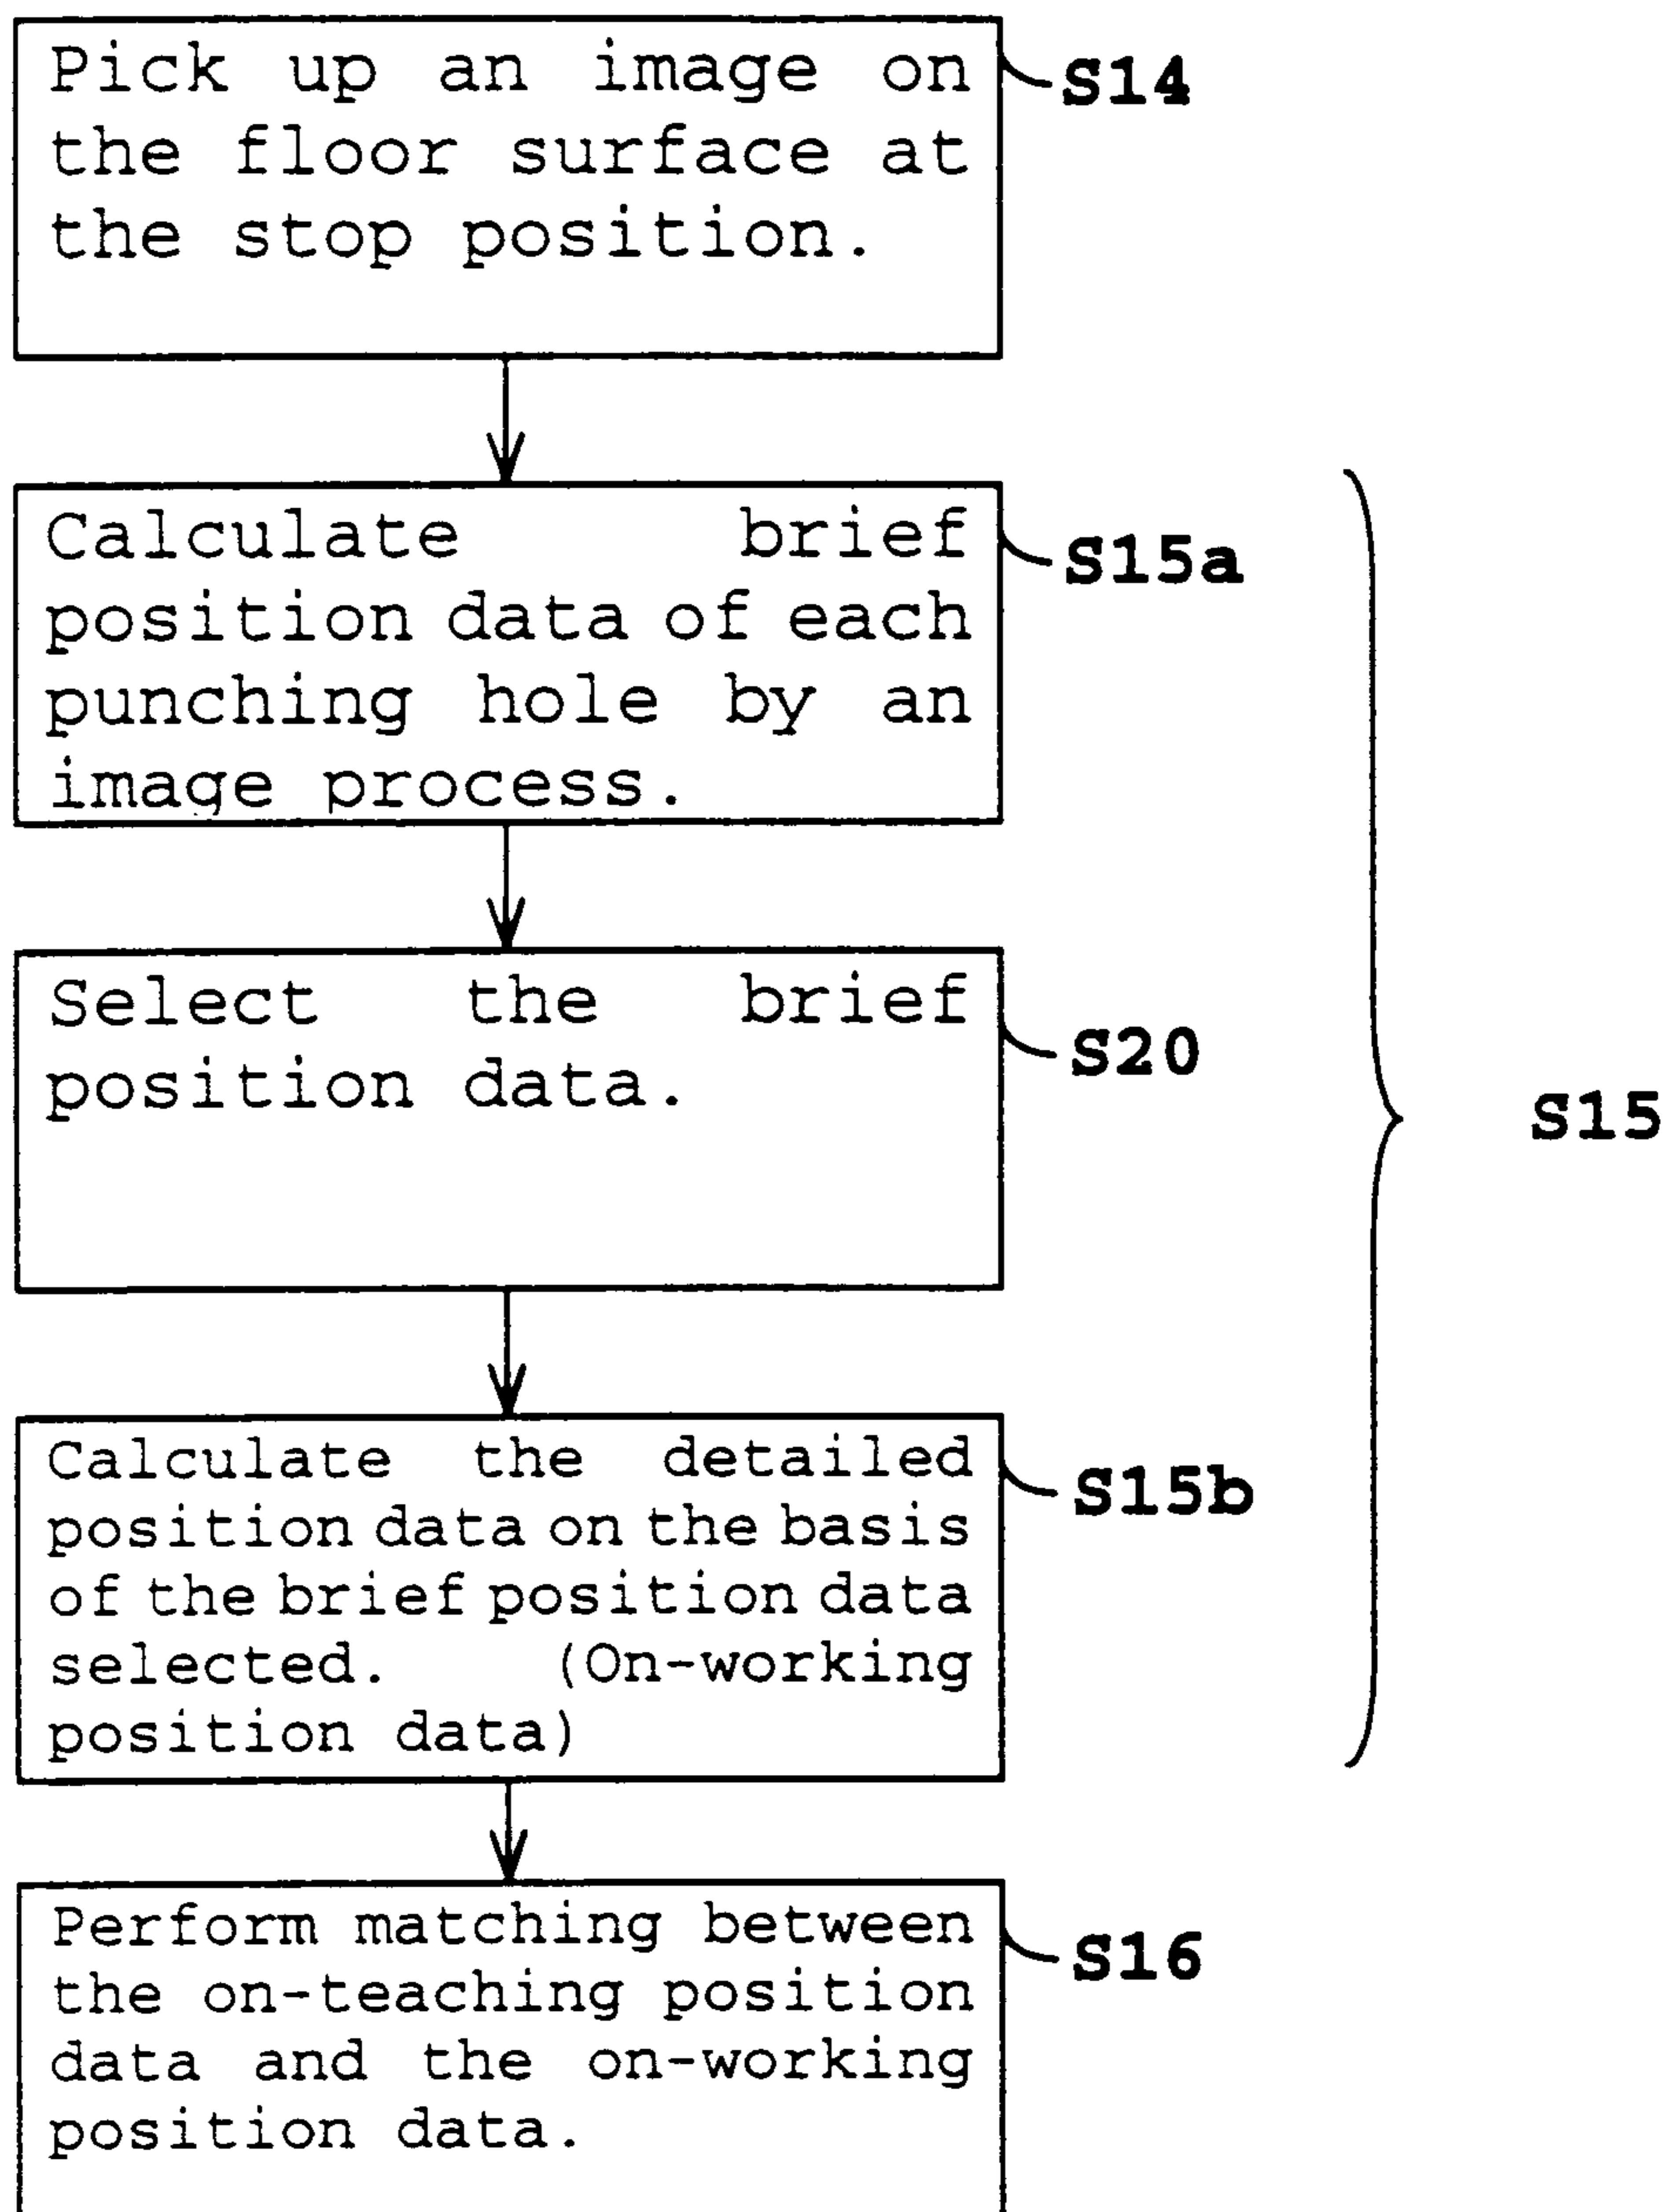 Pick up an image on
the floor surface at
the stop position.
S14
Calculate brief
position data of each
punching hole by an
image process.
S15a
Select the brief
position data.
S20
S15
Calculate the detailed
position data on the basis
of the brief position data
selected. (On-working
position data)
S15b
Perform matching between
the on-teaching position
data and the on-working
position data.
S16